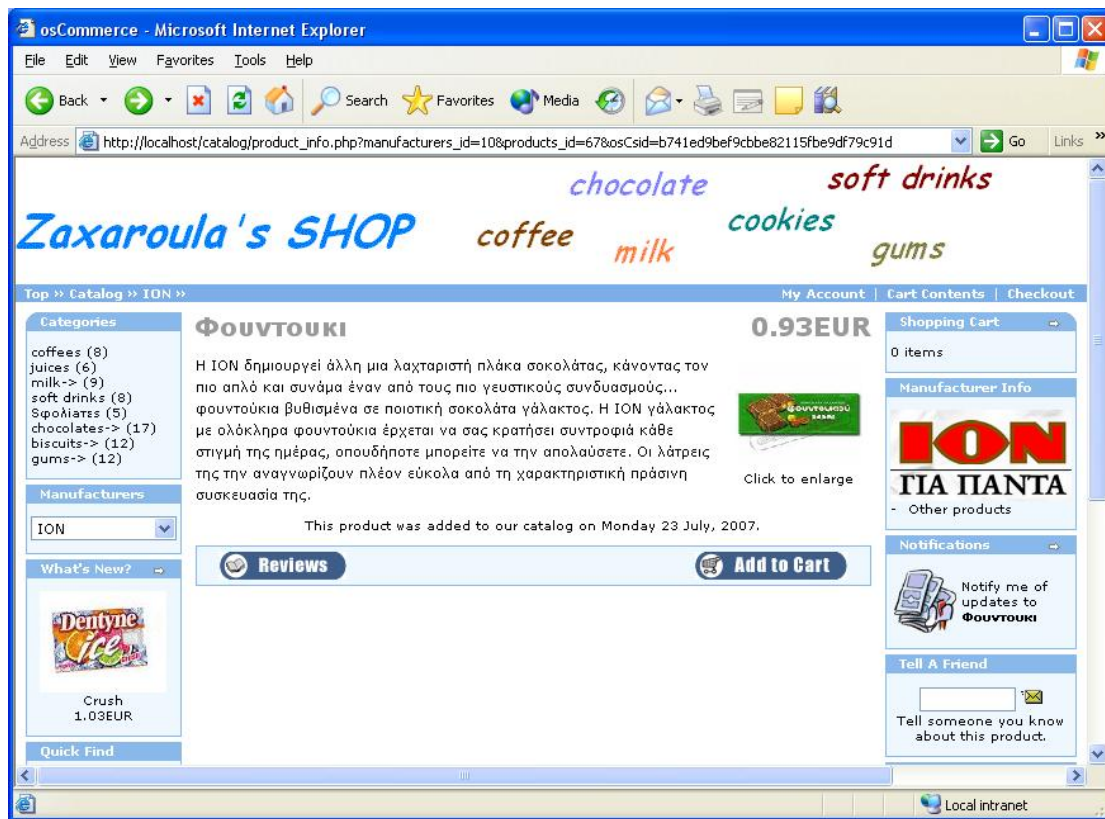 osCommerce - Microsoft Internet Explorer
File Edit View Favorites Tools Help
Back Search Favorites Media
Address http://localhost/catalog/product_info.php?manufacturers_id=10&products_id=67&osCsid=b741ed9bef9cbbe82115fbe9df79c91d Go Links »
Zaxaroula's SHOP
chocolate
soft drinks
coffee
milk
cookies
gums
Top » Catalog » ION »
My Account | Cart Contents | Checkout
Categories
coffees (8)
juices (6)
milk-> (9)
soft drinks (8)
Sφολιατες (5)
chocolates-> (17)
biscuits-> (12)
gums-> (12)
Manufacturers
ION
What's New?
Dentyne
ice
Crush
1.03EUR
Quick Find
Φουντουκι
0.93EUR
Η ΙΟΝ δημιουργεί άλλη μια λαχταριστή πλάκα σοκολάτας, κάνοντας τον
πιο απλό και συνάμα έναν από τους πιο γευστικούς συνδυασμούς...
φουντούκια βυθισμένα σε ποιοτική σοκολάτα γάλακτος. Η ΙΟΝ γάλακτος
με ολόκληρα φουντούκια έρχεται να σας κρατήσει συντροφιά κάθε
στιγμή της ημέρας, οπουδήποτε μπορείτε να την απολαύσετε. Οι λάτρεις
της την αναγνωρίζουν πλέον εύκολα από τη χαρακτηριστική πράσινη
συσκευασία της.
Click to enlarge
This product was added to our catalog on Monday 23 July, 2007.
Reviews
Add to Cart
Shopping Cart
0 items
Manufacturer Info
ΙΟΝ
ΓΙΑ ΠΑΝΤΑ
- Other products
Notifications
Notify me of
updates to
Φουντουκι
Tell A Friend
Tell someone you know
about this product.
Local intranet